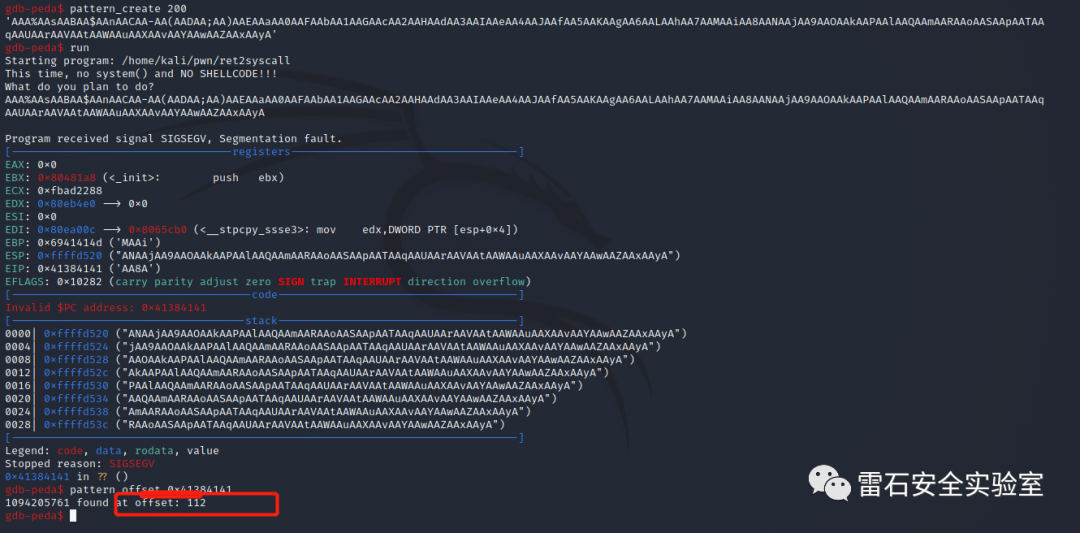 gdb-peda$ pattern_create 200
'AAA%AAsAABAA$AAnAACAA-AA(AADAA;AA)AAEAAaAA0AAFAAbAA1AAGAAcAA2AAHAAdAA3AAIAAeAA4AAJAAfAA5AAKAAgAA6AALAAhAA7AAMAAiAA8AANAAjAA9AAOAAkAAPAAlAAQAAmAARAAoAASAApAATAA
qAAUAArAAVAAtAAWAAuAAXAAvAAYAAwAAZAAxAAyA'
gdb-peda$ run
Starting program: /home/kali/pwn/ret2syscall
This time, no system() and NO SHELLCODE!!!
What do you plan to do?
AAA%AAsAABAA$AAnAACAA-AA(AADAA;AA)AAEAAaAA0AAFAAbAA1AAGAAcAA2AAHAAdAA3AAIAAeAA4AAJAAfAA5AAKAAgAA6AALAAhAA7AAMAAiAA8AANAAjAA9AAOAAkAAPAAlAAQAAmAARAAoAASAApAATAAq
AAUAArAAVAAtAAWAAuAAXAAvAAYAAwAAZAAxAAyA
Program received signal SIGSEGV, Segmentation fault.
[registers]
EAX: 0×0
EBX: 0×80481a8 (<_init>: push ebx)
ECX: 0×fbad2288
EDX: 0×80eb4e0 —> 0×0
ESI: 0×0
EDI: 0×80ea00c —> 0×8065cb0 (<__stpcpy_ssse3>: mov edx,DWORD PTR [esp+0×4])
EBP: 0×6941414d ('MAAi')
ESP: 0×ffffd520 ("ANAAjAA9AAOAAkAAPAAlAAQAAmAARAAoAASAApAATAAqAAUAArAAVAAtAAWAAuAAXAAvAAYAAwAAZAAxAAyA")
EIP: 0×41384141 ('AA8A')
EFLAGS: 0×10282 (carry parity adjust zero SIGN trap INTERRUPT direction overflow)
[code]
Invalid $PC address: 0×41384141
[stack]
0000| 0×ffffd520 ("ANAAjAA9AAOAAkAAPAAlAAQAAmAARAAoAASAApAATAAqAAUAArAAVAAtAAWAAuAAXAAvAAYAAwAAZAAxAAyA")
0004| 0×ffffd524 ("jAA9AAOAAkAAPAAlAAQAAmAARAAoAASAApAATAAqAAUAArAAVAAtAAWAAuAAXAAvAAYAAwAAZAAxAAyA")
0008| 0×ffffd528 ("AAOAAkAAPAAlAAQAAmAARAAoAASAApAATAAqAAUAArAAVAAtAAWAAuAAXAAvAAYAAwAAZAAxAAyA")
0012| 0×ffffd52c ("AkAAPAAlAAQAAmAARAAoAASAApAATAAqAAUAArAAVAAtAAWAAuAAXAAvAAYAAwAAZAAxAAyA")
0016| 0×ffffd530 ("PAAlAAQAAmAARAAoAASAApAATAAqAAUAArAAVAAtAAWAAuAAXAAvAAYAAwAAZAAxAAyA")
0020| 0×ffffd534 ("AAQAAmAARAAoAASAApAATAAqAAUAArAAVAAtAAWAAuAAXAAvAAYAAwAAZAAxAAyA")
0024| 0×ffffd538 ("AmAARAAoAASAApAATAAqAAUAArAAVAAtAAWAAuAAXAAvAAYAAwAAZAAxAAyA")
0028| 0×ffffd53c ("RAAoAASAApAATAAqAAUAArAAVAAtAAWAAuAAXAAvAAYAAwAAZAAxAAyA")
Legend: code, data, rodata, value
Stopped reason: SIGSEGV
0×41384141 in ?? ()
gdb-peda$ pattern offset 0×41384141
1094205761 found at offset: 112
gdb-peda$
雷石安全实验室